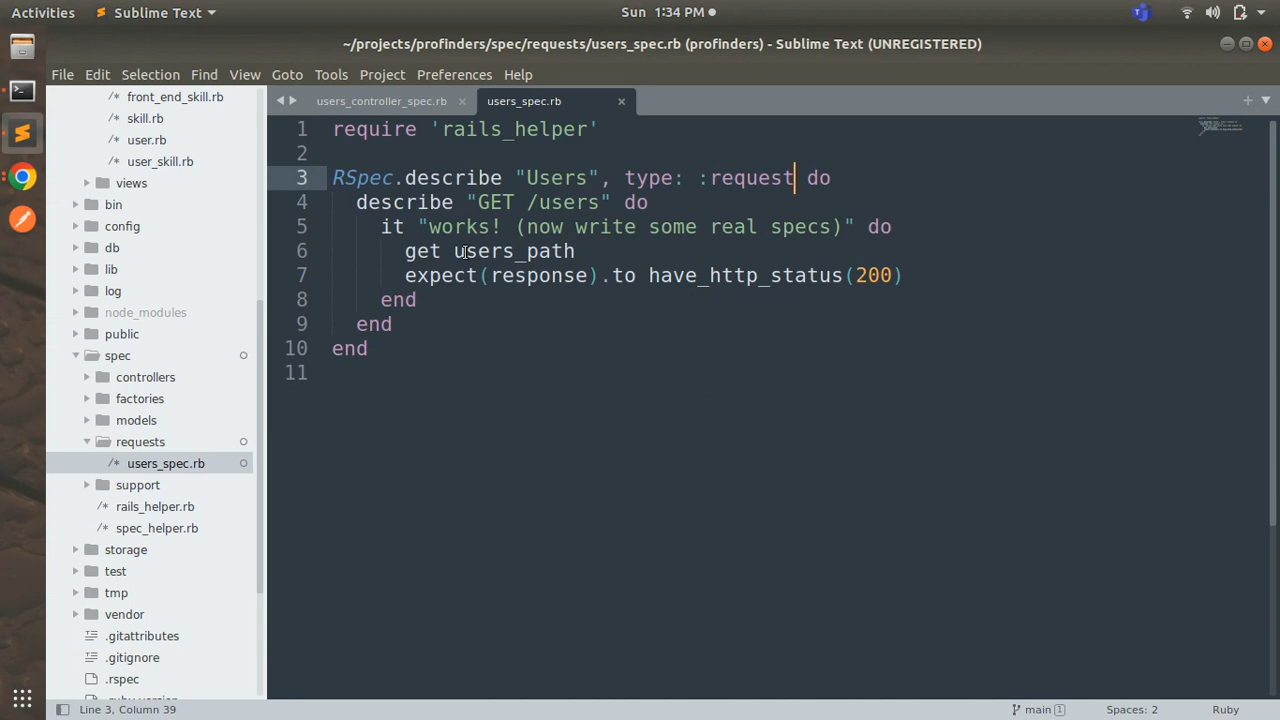 Activities
Sublime Text
Sun 1:34 PM
~/projects/profinders/spec/requests/users_spec.rb (profinders) - Sublime Text (UNREGISTERED)
File Edit Selection Find View Goto Tools Project Preferences Help
front_end_skill.rb
skill.rb
user.rb
user_skill.rb
views
bin
config
db
lib
log
node_modules
public
spec
controllers
factories
models
requests
users_spec.rb
support
rails_helper.rb
spec_helper.rb
storage
test
tmp
vendor
.gitattributes
.gitignore
.rspec
.ruby-version
users_controller_spec.rb
users_spec.rb
1 require 'rails_helper'
2
3 RSpec.describe "Users", type: :request do
4 describe "GET /users" do
5 it "works! (now write some real specs)" do
6 get users_path
7 expect(response).to have_http_status(200)
8 end
9 end
10 end
11
Line 3, Column 39
main 1
Spaces: 2
Ruby